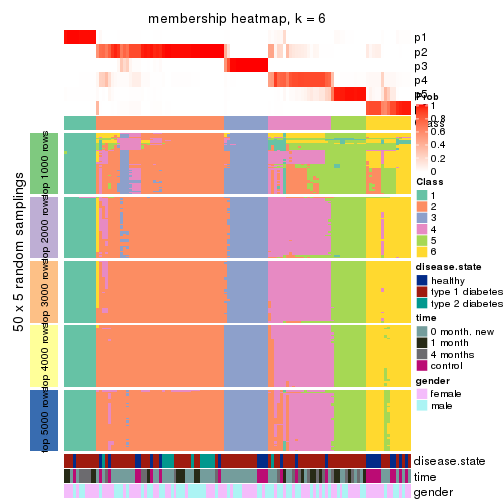 membership heatmap, k = 6
p1
p2
p3
p4
p5
Prob
1
0.8
0.6
0.4
0.2
0
Class
1
2
3
4
5
6
disease.state
healthy
type 1 diabetes
type 2 diabetes
time
0 month. new
1 month
4 months
control
gender
female
male
50 x 5 random samplings
top 1000 rows
top 2000 rows
top 3000 rows
top 4000 rows
top 5000 rows
disease.state
time
gender